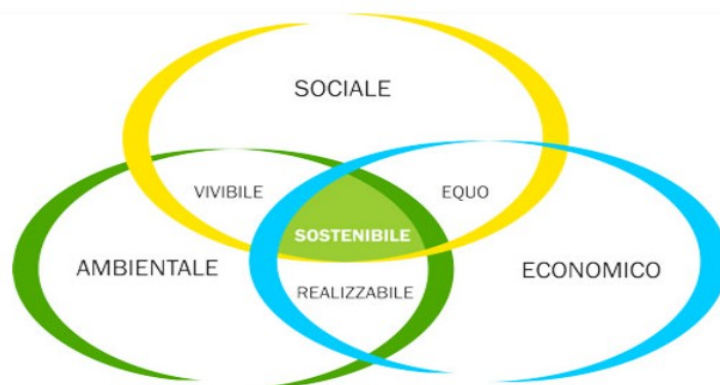 SOCIALE
VIVIBILE
EQUO
SOSTENIBILE
AMBIENTALE
ECONOMICO
REALIZZABILE